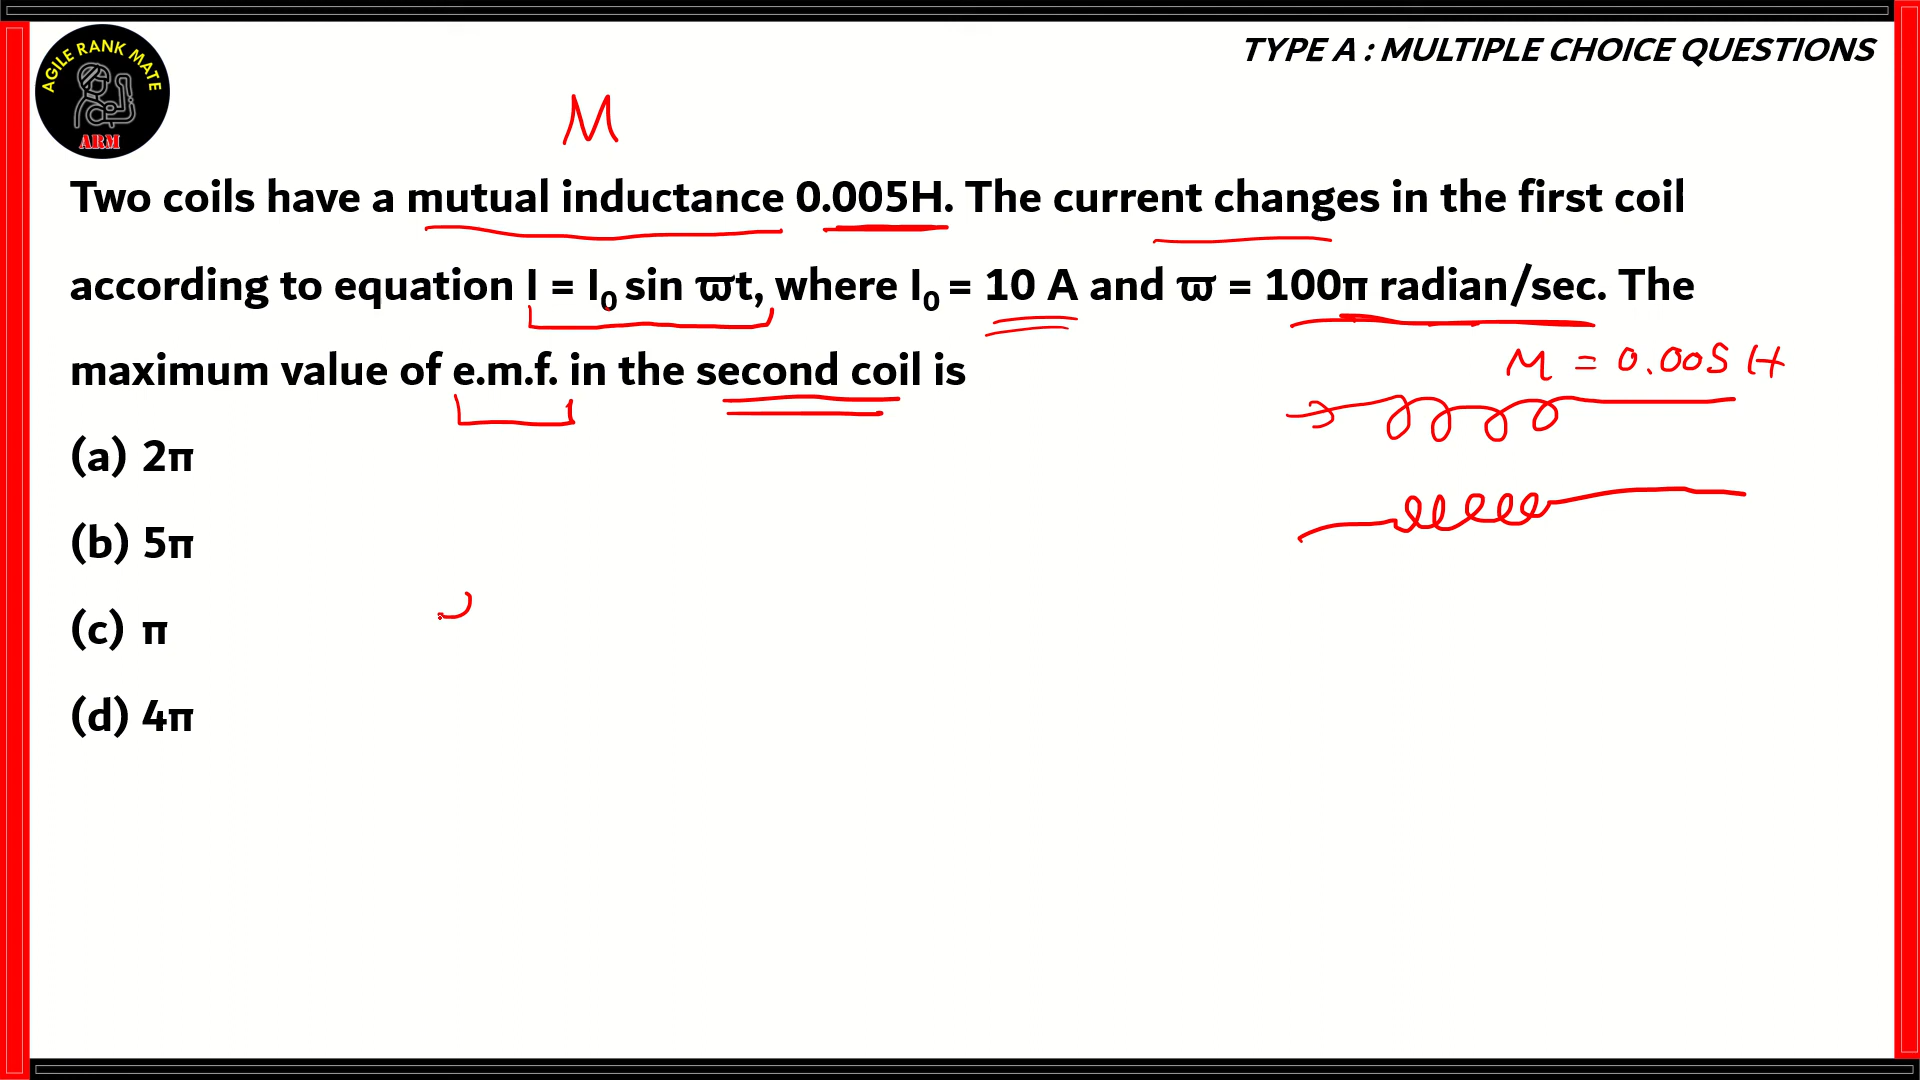 AGILE RANK MATE
ARM
TYPE A : MULTIPLE CHOICE QUESTIONS
M
Two coils have a mutual inductance 0.005H. The current changes in the first coil
according to equation I = I₀ sin ϖt, where I₀ = 10 A and ϖ = 100π radian/sec. The
maximum value of e.m.f. in the second coil is
M = 0.005 H
(a) 2π
(b) 5π
(c) π
(d) 4π